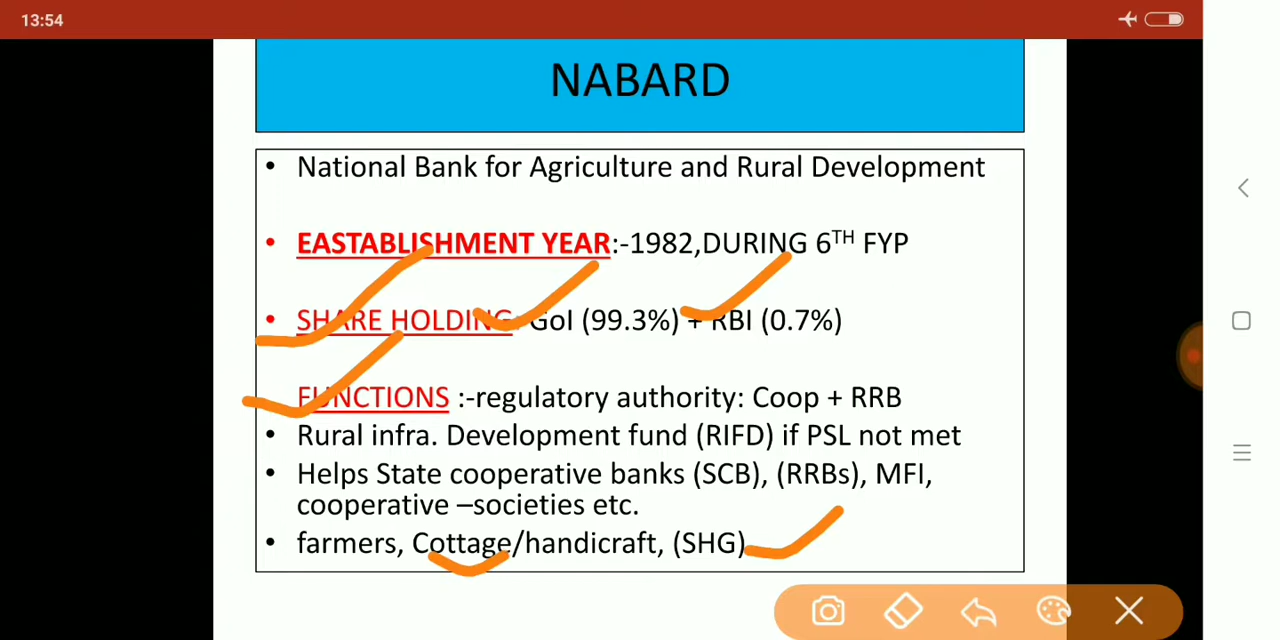 13:54
NABARD
• National Bank for Agriculture and Rural Development
• EASTABLISHMENT YEAR:-1982,DURING 6TH FYP
• SHARE HOLDING:- GoI (99.3%) + RBI (0.7%)
FUNCTIONS :-regulatory authority: Coop + RRB
• Rural infra. Development fund (RIFD) if PSL not met
• Helps State cooperative banks (SCB), (RRBs), MFI,
cooperative –societies etc.
• farmers, Cottage/handicraft, (SHG)